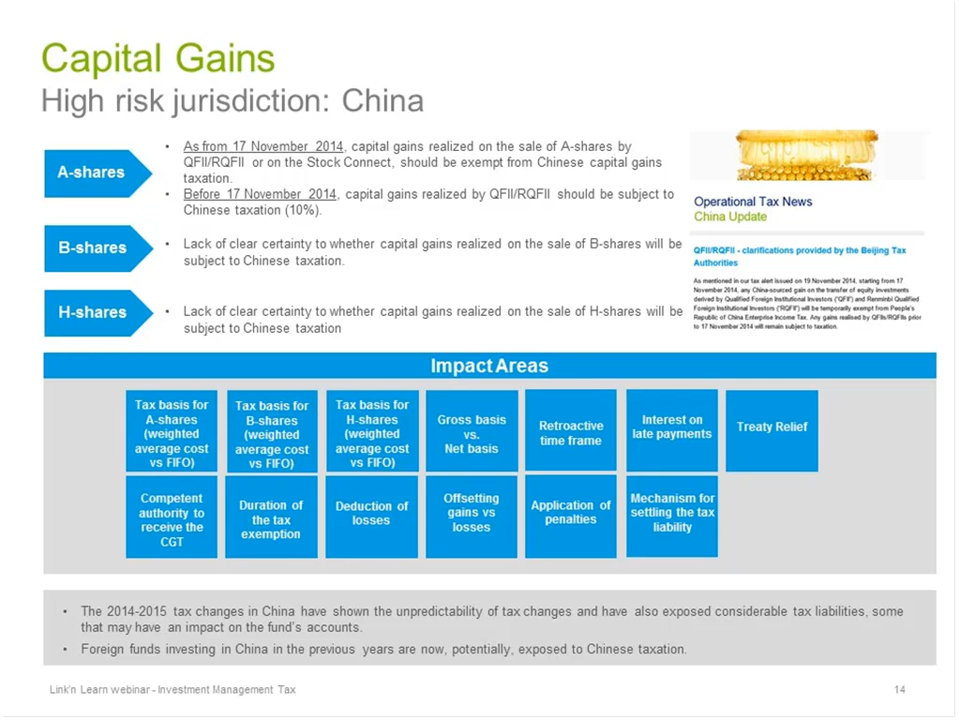 Capital Gains
High risk jurisdiction: China
A-shares
• As from 17 November 2014, capital gains realized on the sale of A-shares by
QFII/RQFII or on the Stock Connect, should be exempt from Chinese capital gains
taxation.
• Before 17 November 2014, capital gains realized by QFII/RQFII should be subject to
Chinese taxation (10%).
B-shares
• Lack of clear certainty to whether capital gains realized on the sale of B-shares will be
subject to Chinese taxation.
H-shares
• Lack of clear certainty to whether capital gains realized on the sale of H-shares will be
subject to Chinese taxation
Operational Tax News
China Update
QFII/RQFII - clarifications provided by the Beijing Tax
Authorities
As mentioned in our tax alert issued on 19 November 2014, starting from 17
November 2014, any China-sourced gain on the transfer of equity investments
derived by Qualified Foreign Institutional Investors ("QFII") and Renminbi Qualified
Foreign Institutional Investors ("RQFII") will be temporarily exempt from People's
Republic of China Enterprise Income Tax. Any gains realised by QFIIs/RQFIIs prior
to 17 November 2014 will remain subject to taxation.
Impact Areas
Tax basis for
A-shares
(weighted
average cost
vs FIFO)
Tax basis for
B-shares
(weighted
average cost
vs FIFO)
Tax basis for
H-shares
(weighted
average cost
vs FIFO)
Gross basis
vs.
Net basis
Retroactive
time frame
Interest on
late payments
Treaty Relief
Competent
authority to
receive the
CGT
Duration of
the tax
exemption
Deduction of
losses
Offsetting
gains vs
losses
Application of
penalties
Mechanism for
settling the tax
liability
• The 2014-2015 tax changes in China have shown the unpredictability of tax changes and have also exposed considerable tax liabilities, some
that may have an impact on the fund's accounts.
• Foreign funds investing in China in the previous years are now, potentially, exposed to Chinese taxation.
Link'n Learn webinar - Investment Management Tax
14